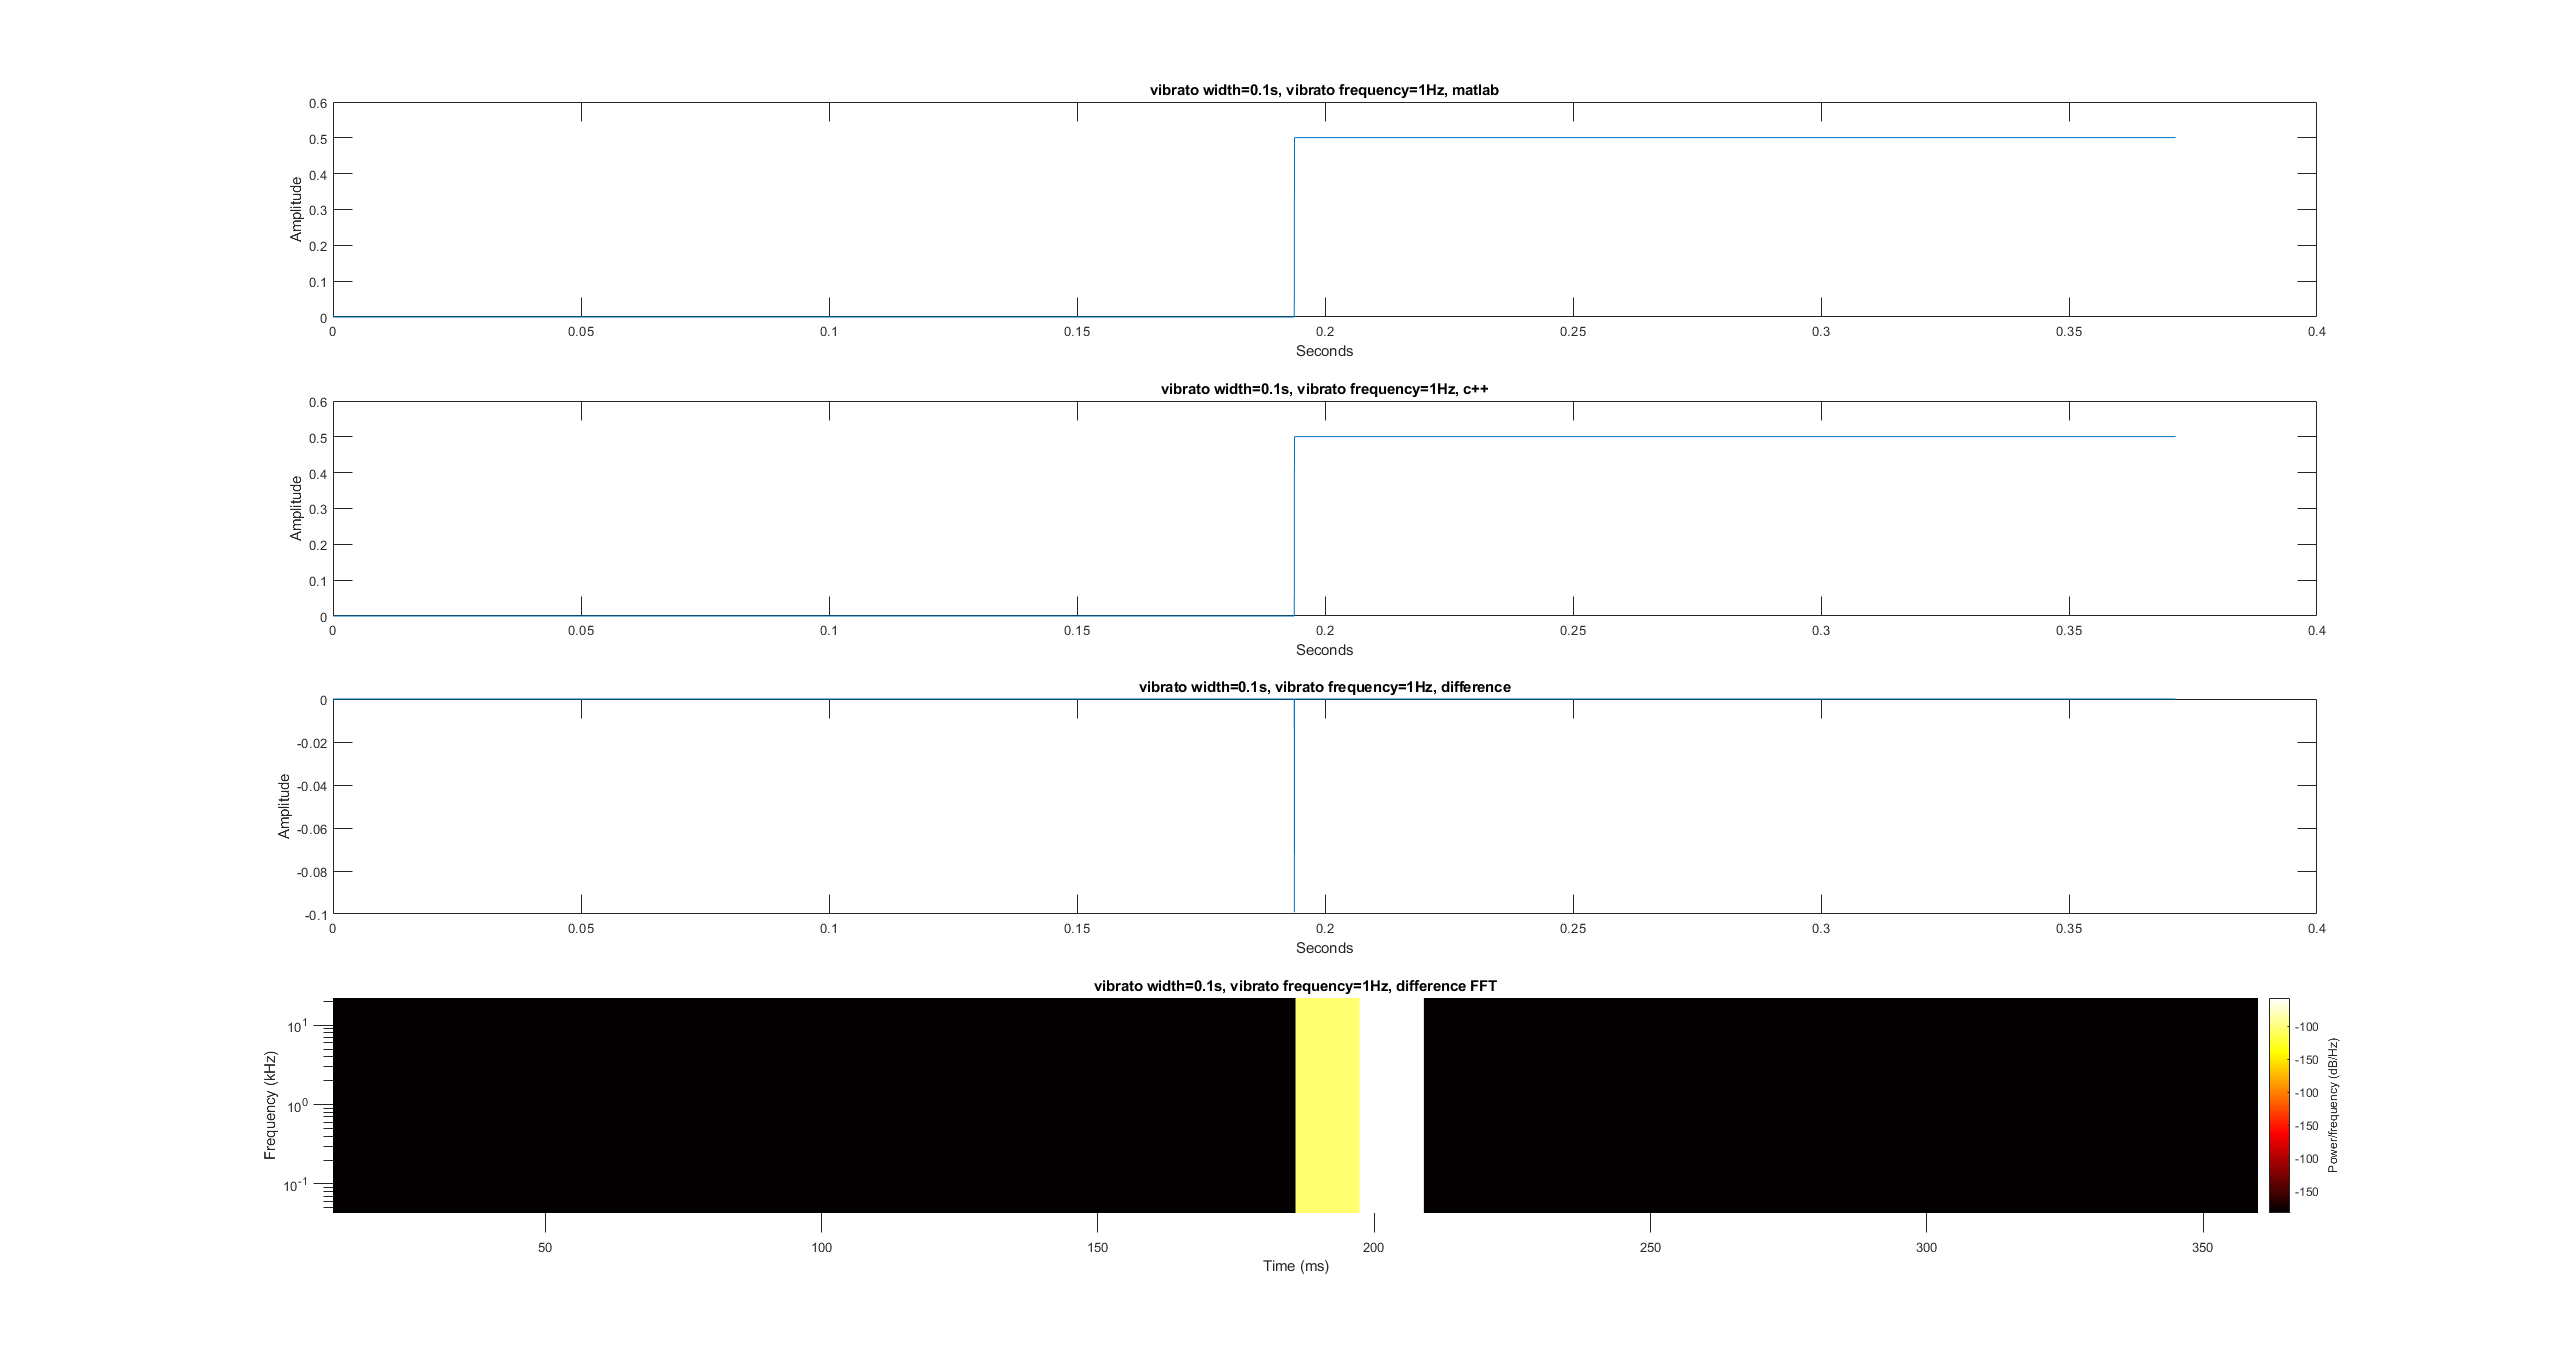 vibrato width=0.1s, vibrato frequency=1Hz, matlab
0.6
0.5
0.4
0.3
0.2
0.1
0
Amplitude
0 0.05 0.1 0.15 0.2 0.25 0.3 0.35 0.4
Seconds
vibrato width=0.1s, vibrato frequency=1Hz, c++
0.6
0.5
0.4
0.3
0.2
0.1
0
Amplitude
0 0.05 0.1 0.15 0.2 0.25 0.3 0.35 0.4
Seconds
vibrato width=0.1s, vibrato frequency=1Hz, difference
0
-0.02
-0.04
-0.06
-0.08
-0.1
Amplitude
0 0.05 0.1 0.15 0.2 0.25 0.3 0.35 0.4
Seconds
vibrato width=0.1s, vibrato frequency=1Hz, difference FFT
10^1
10^0
10^-1
Frequency (kHz)
50 100 150 200 250 300 350
Time (ms)
-100
-150
-100
-150
-100
-150
Power/frequency (dB/Hz)